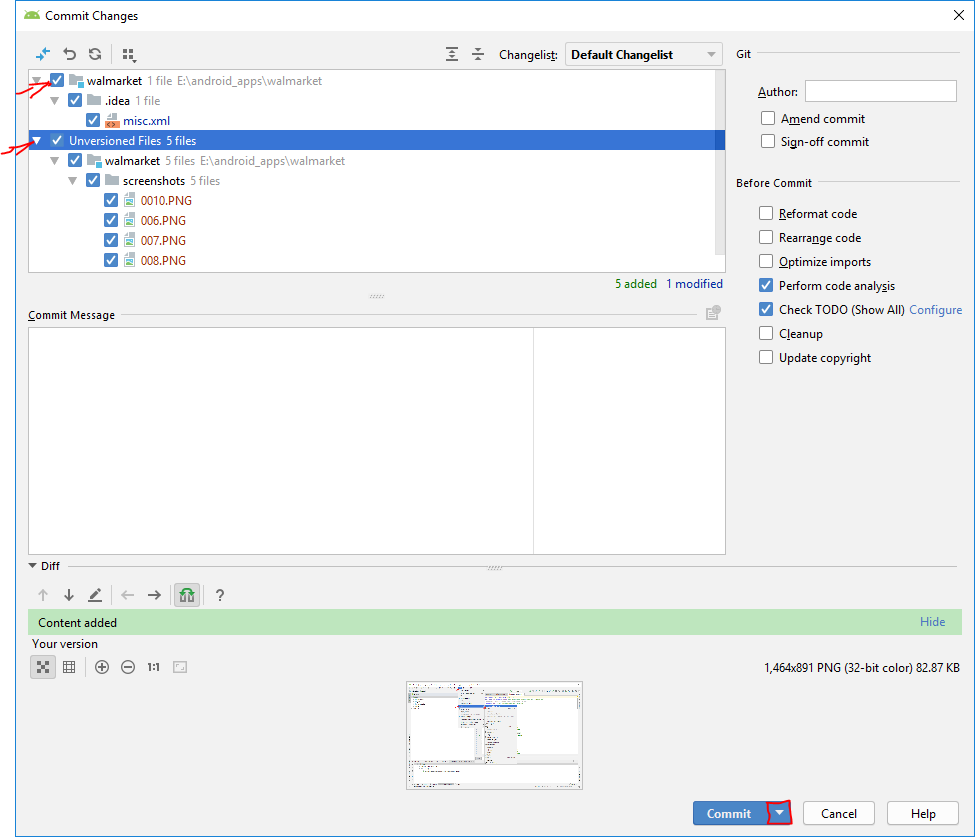 Commit Changes
Changelist: Default Changelist
Git
walmarket 1 file E:\android_apps\walmarket
.idea 1 file
misc.xml
Unversioned Files 5 files
walmarket 5 files E:\android_apps\walmarket
screenshots 5 files
0010.PNG
006.PNG
007.PNG
008.PNG
5 added 1 modified
Author:
Amend commit
Sign-off commit
Before Commit
Reformat code
Rearrange code
Optimize imports
Perform code analysis
Check TODO (Show All) Configure
Cleanup
Update copyright
Commit Message
Diff
?
Content added Hide
Your version
1:1
1,464x891 PNG (32-bit color) 82.87 KB
Commit
Cancel
Help